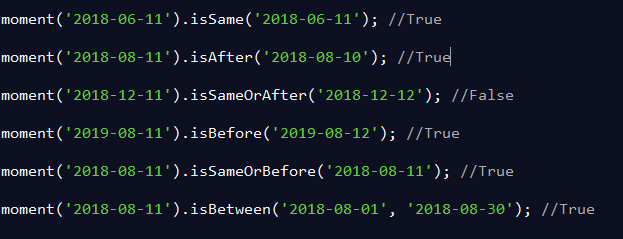 moment('2018-06-11').isSame('2018-06-11'); //True
moment('2018-08-11').isAfter('2018-08-10'); //True
moment('2018-12-11').isSameOrAfter('2018-12-12'); //False
moment('2019-08-11').isBefore('2019-08-12'); //True
moment('2018-08-11').isSameOrBefore('2018-08-11'); //True
moment('2018-08-11').isBetween('2018-08-01', '2018-08-30'); //True